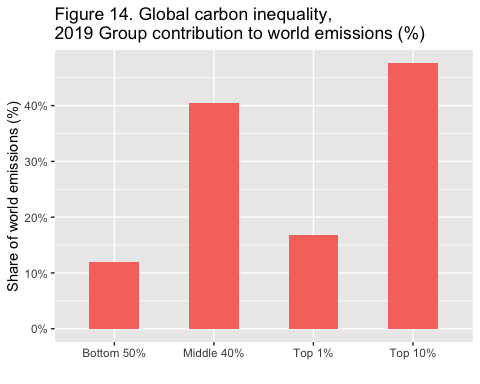 Figure 14. Global carbon inequality,
2019 Group contribution to world emissions (%)
Share of world emissions (%)
40%
30%
20%
10%
0%
Bottom 50%
Middle 40%
Top 1%
Top 10%